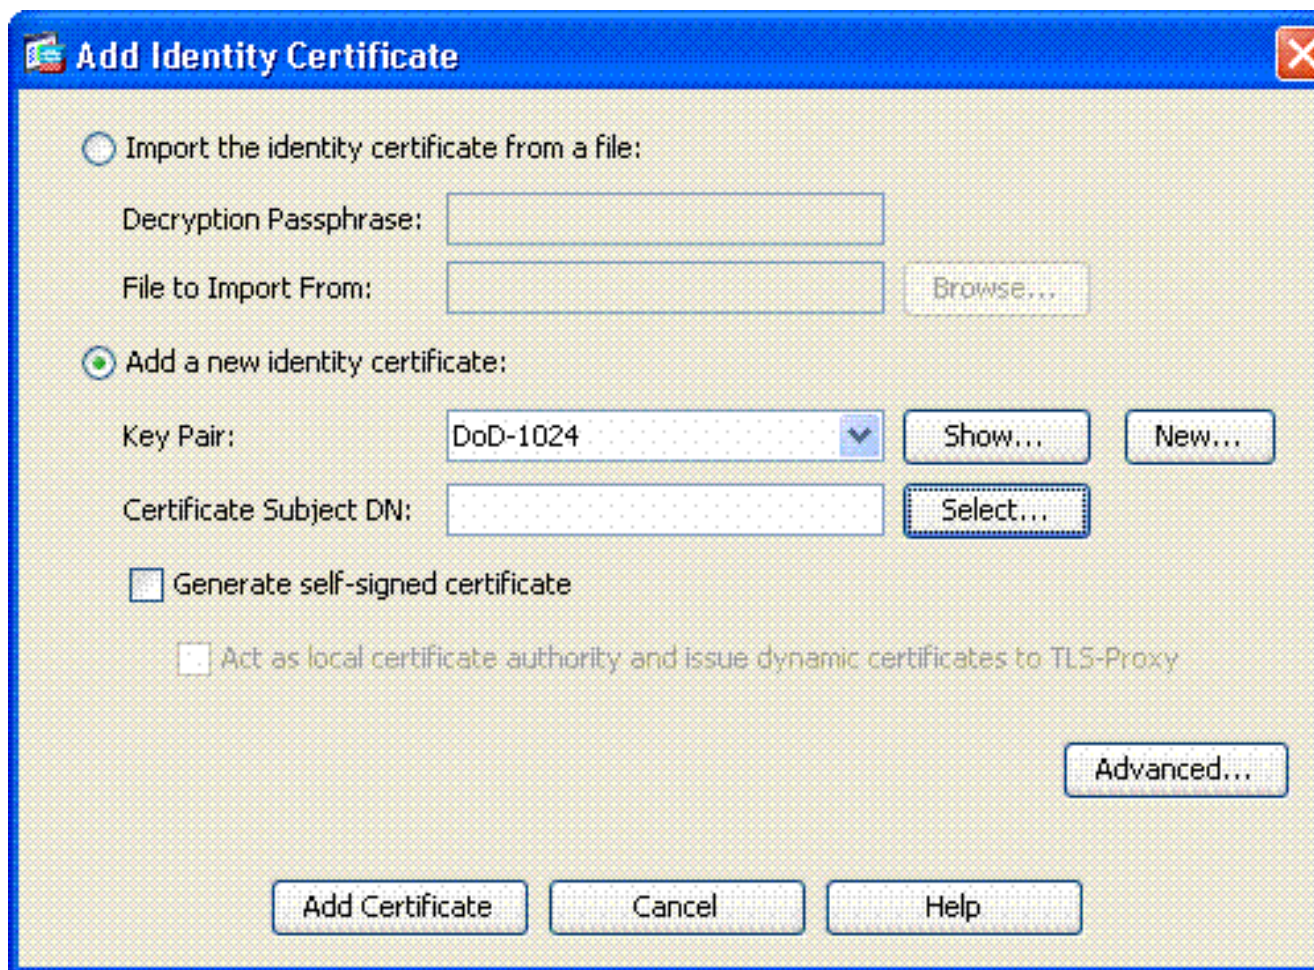 Add Identity Certificate
Import the identity certificate from a file:
Decryption Passphrase:
File to Import From: Browse...
Add a new identity certificate:
Key Pair: DoD-1024 Show... New...
Certificate Subject DN: Select...
Generate self-signed certificate
Act as local certificate authority and issue dynamic certificates to TLS-Proxy
Advanced...
Add Certificate Cancel Help